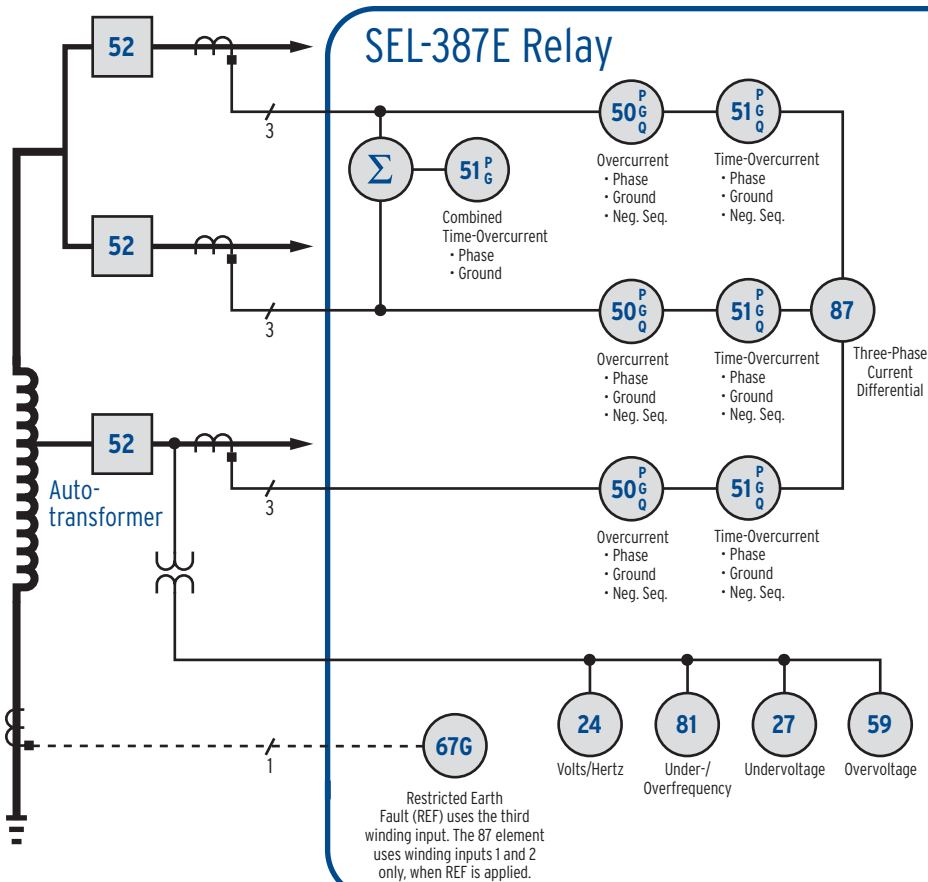 SEL-387E Relay
52
3
50 P G Q
51 P G Q
Σ
51 P G
Overcurrent
• Phase
• Ground
• Neg. Seq.
Time-Overcurrent
• Phase
• Ground
• Neg. Seq.
Combined
Time-Overcurrent
• Phase
• Ground
52
3
50 P G Q
51 P G Q
87
Overcurrent
• Phase
• Ground
• Neg. Seq.
Time-Overcurrent
• Phase
• Ground
• Neg. Seq.
Three-Phase
Current
Differential
52
Auto-
transformer
3
50 P G Q
51 P G Q
Overcurrent
• Phase
• Ground
• Neg. Seq.
Time-Overcurrent
• Phase
• Ground
• Neg. Seq.
24
81
27
59
Volts/Hertz
Under-/
Overfrequency
Undervoltage
Overvoltage
1
67G
Restricted Earth
Fault (REF) uses the third
winding input. The 87 element
uses winding inputs 1 and 2
only, when REF is applied.